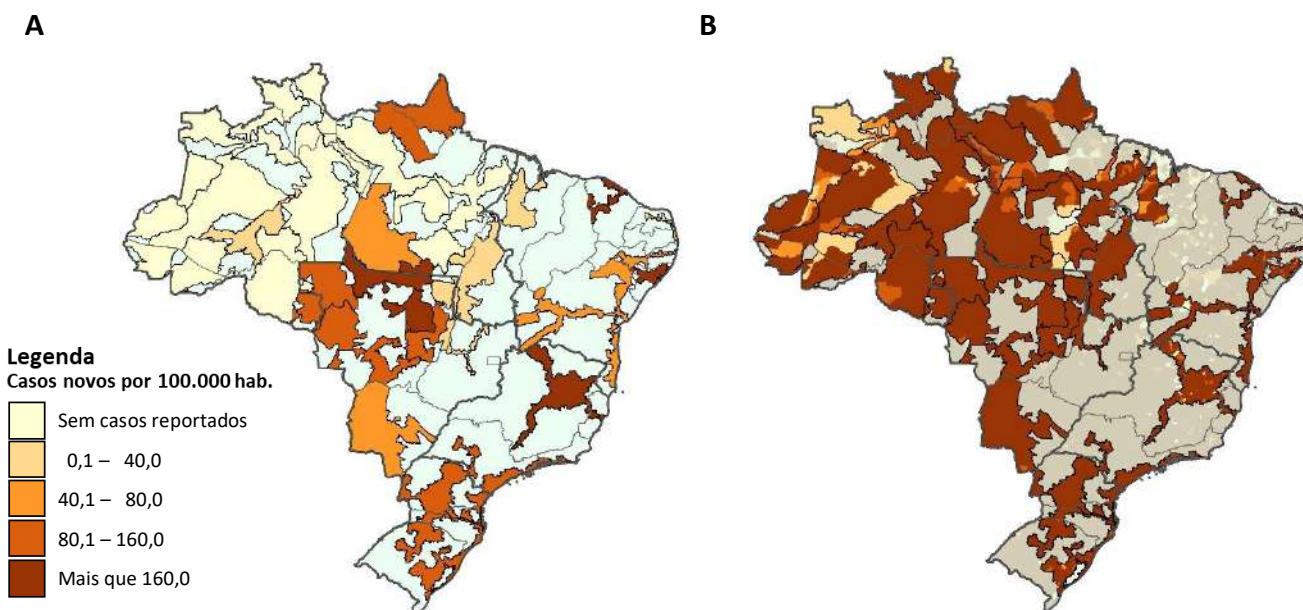 A
B
Legenda
Casos novos por 100.000 hab.
Sem casos reportados
0,1 – 40,0
40,1 – 80,0
80,1 – 160,0
Mais que 160,0